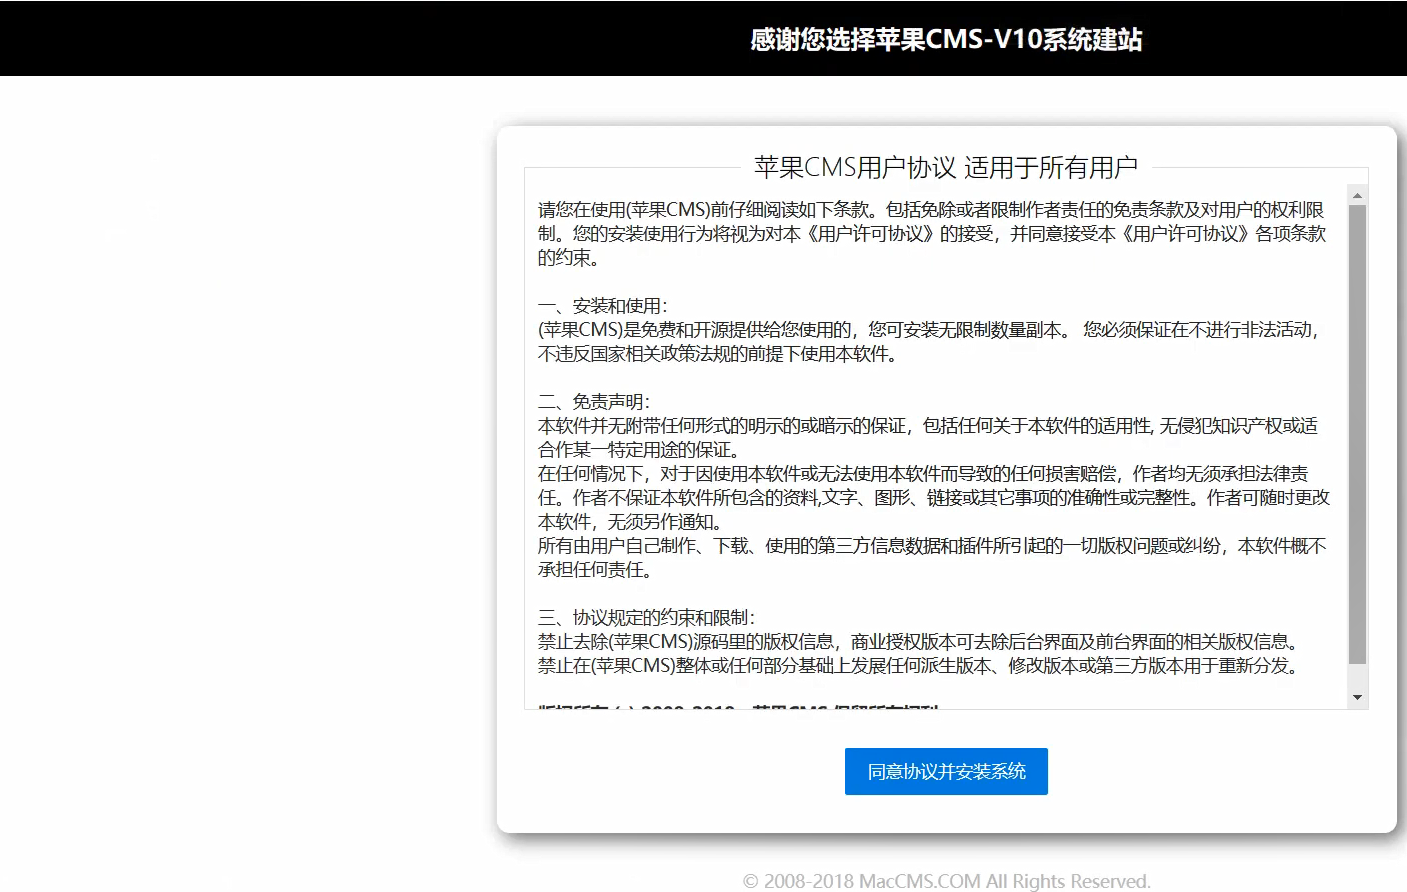 感谢您选择苹果CMS-V10系统建站
苹果CMS用户协议 适用于所有用户
请您在使用(苹果CMS)前仔细阅读如下条款。包括免除或者限制作者责任的免责条款及对用户的权利限
制。您的安装使用行为将视为对本《用户许可协议》的接受，并同意接受本《用户许可协议》各项条款
的约束。
一、安装和使用：
(苹果CMS)是免费和开源提供给您使用的，您可安装无限制数量副本。 您必须保证在不进行非法活动，
不违反国家相关政策法规的前提下使用本软件。
二、免责声明：
本软件并无附带任何形式的明示的或暗示的保证，包括任何关于本软件的适用性, 无侵犯知识产权或适
合作某一特定用途的保证。
在任何情况下，对于因使用本软件或无法使用本软件而导致的任何损害赔偿，作者均无须承担法律责
任。作者不保证本软件所包含的资料,文字、图形、链接或其它事项的准确性或完整性。作者可随时更改
本软件，无须另作通知。
所有由用户自己制作、下载、使用的第三方信息数据和插件所引起的一切版权问题或纠纷，本软件概不
承担任何责任。
三、协议规定的约束和限制：
禁止去除(苹果CMS)源码里的版权信息，商业授权版本可去除后台界面及前台界面的相关版权信息。
禁止在(苹果CMS)整体或任何部分基础上发展任何派生版本、修改版本或第三方版本用于重新分发。
版权所有 (c) 2008-2018，苹果CMS 保留所有权利
同意协议并安装系统
© 2008-2018 MacCMS.COM All Rights Reserved.